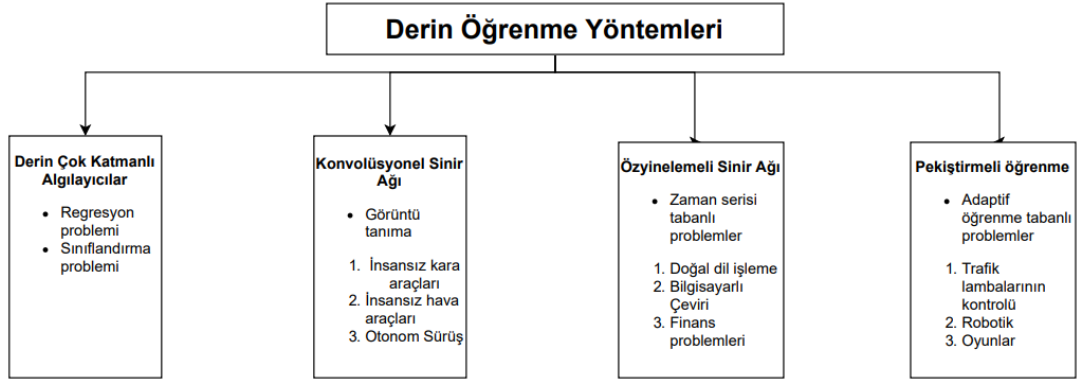 Derin Öğrenme Yöntemleri
Derin Çok Katmanlı
Algılayıcılar
• Regresyon
problemi
• Sınıflandırma
problemi
Konvolüsyonel Sinir
Ağı
• Görüntü
tanıma
1. İnsansız kara
araçları
2. İnsansız hava
araçları
3. Otonom Sürüş
Özyinelemeli Sinir Ağı
• Zaman serisi
tabanlı
problemler
1. Doğal dil işleme
2. Bilgisayarlı
Çeviri
3. Finans
problemleri
Pekiştirmeli öğrenme
• Adaptif
öğrenme tabanlı
problemler
1. Trafik
lambalarının
kontrolü
2. Robotik
3. Oyunlar